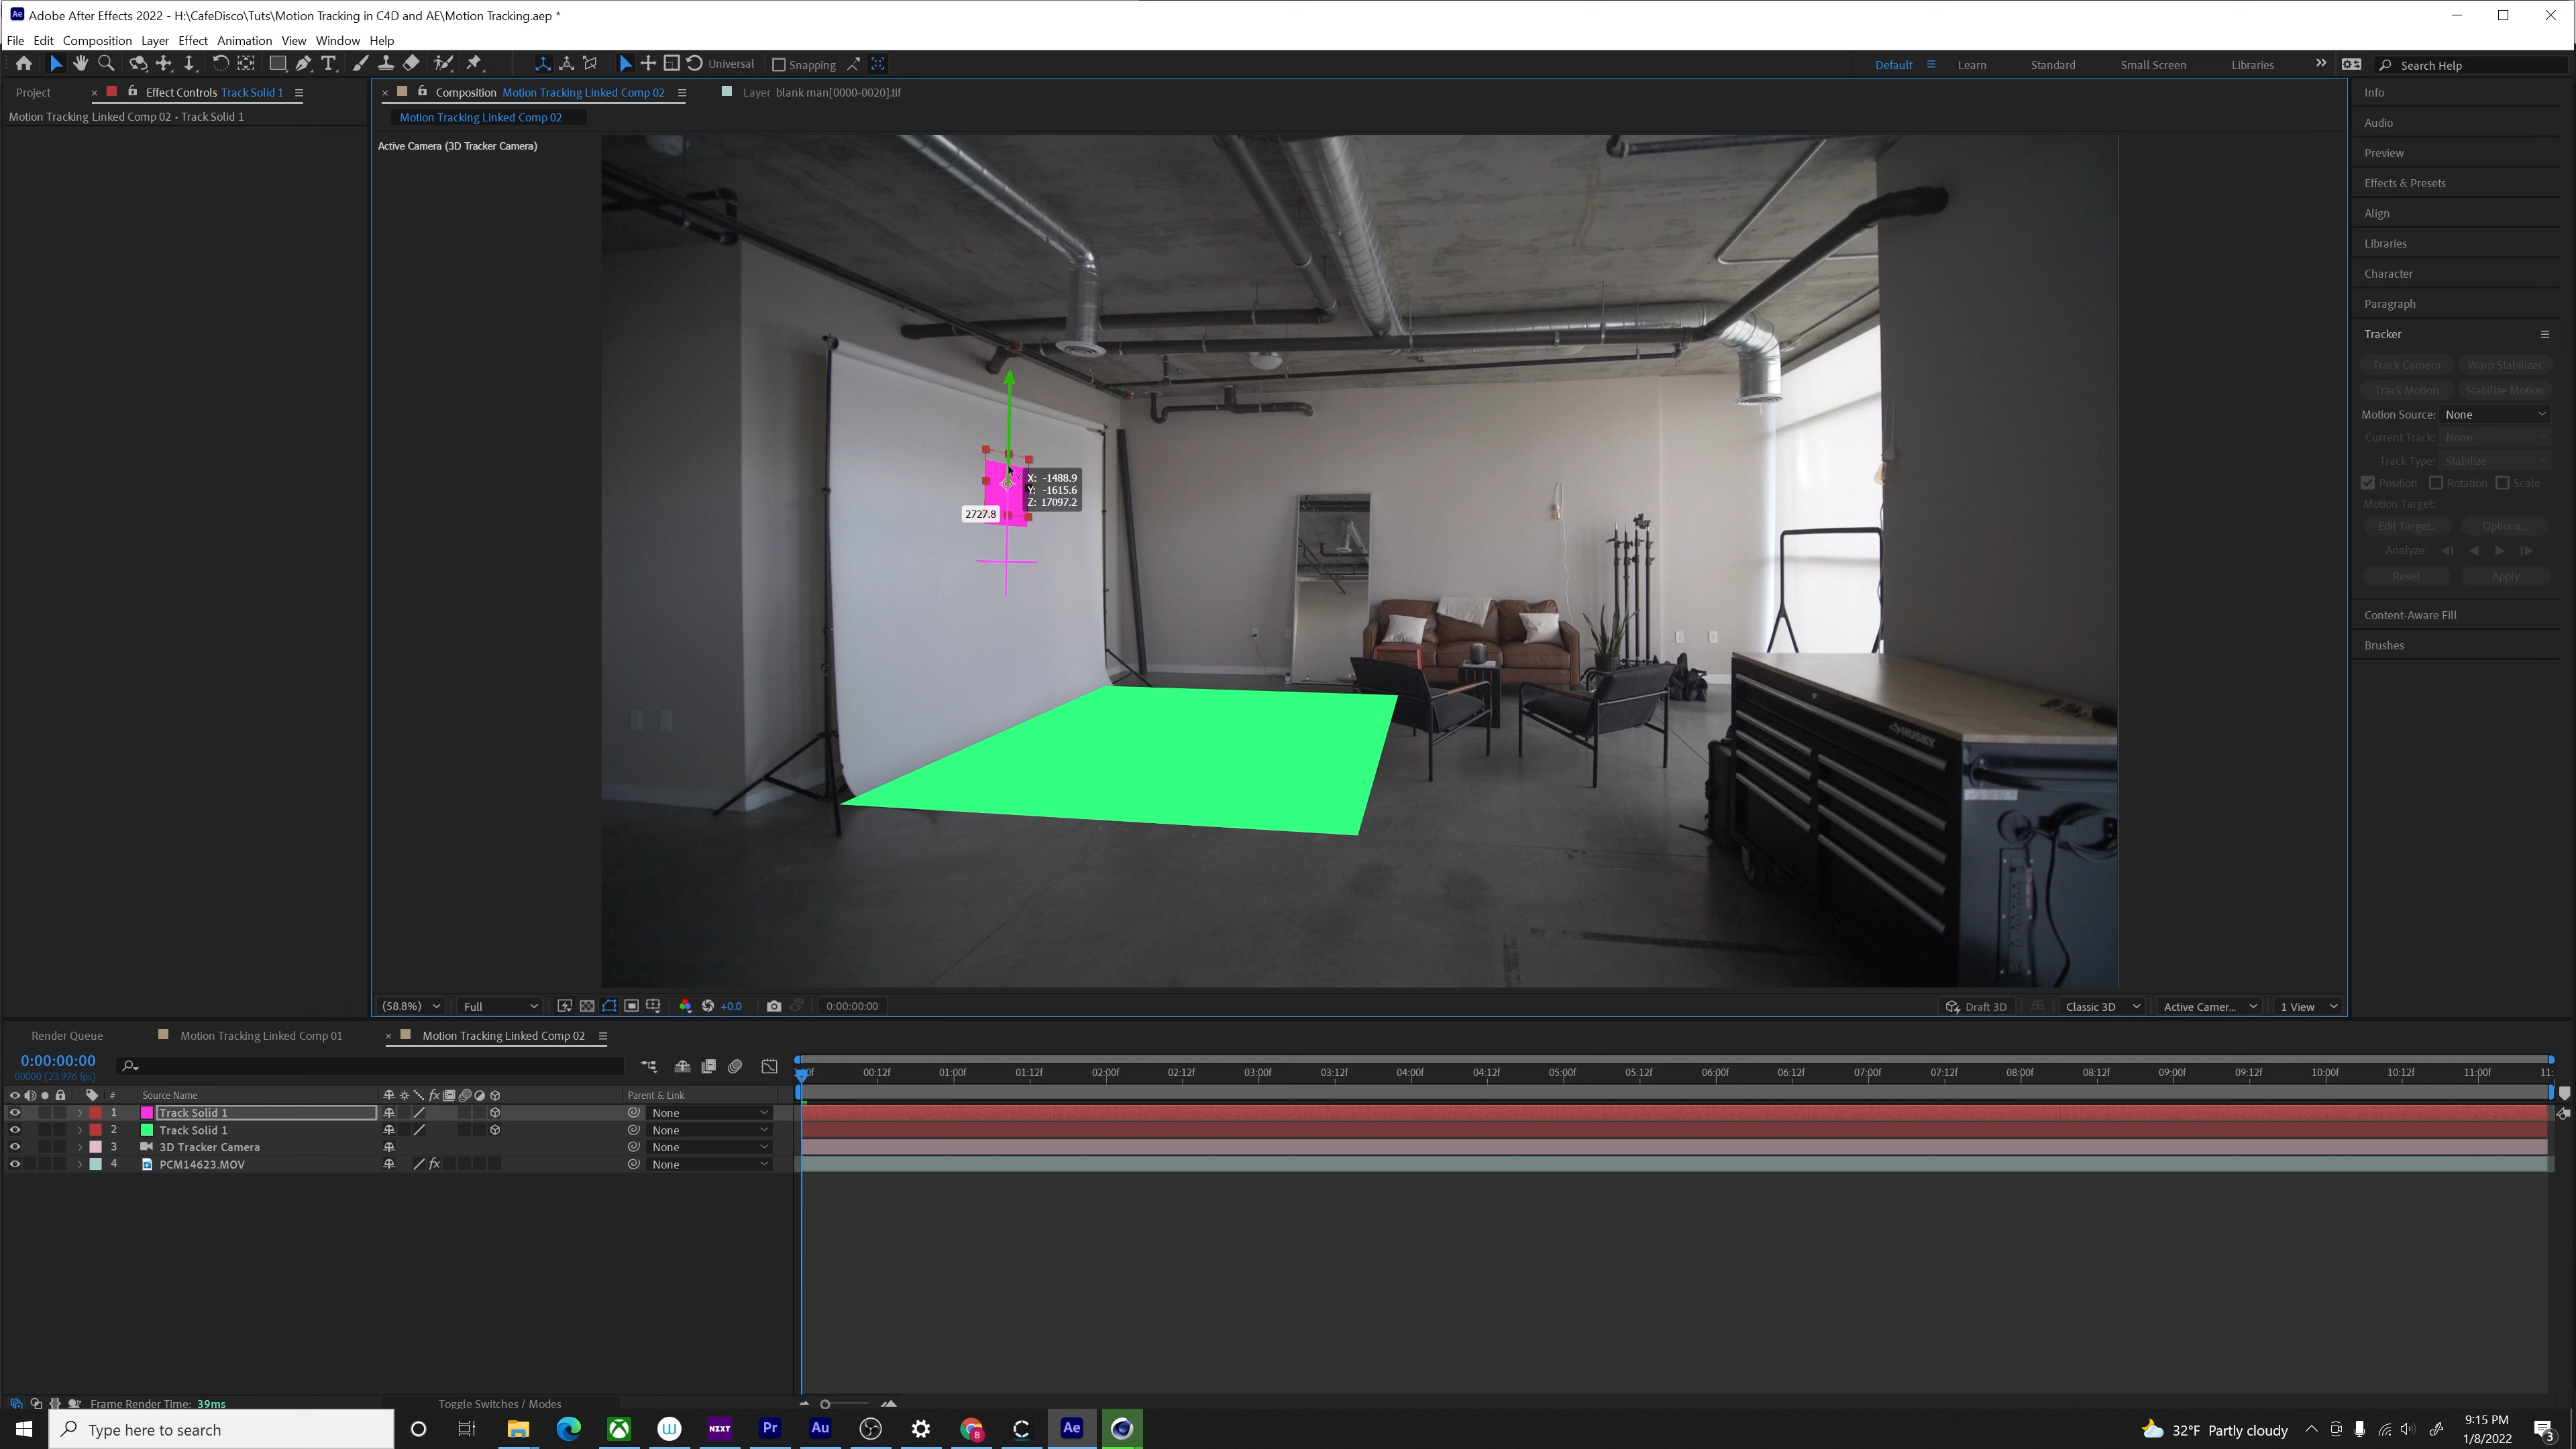 Adobe After Effects 2022 - H:\CafeDisco\Tuts\Motion Tracking in C4D and AE\Motion Tracking.aep *
File Edit Composition Layer Effect Animation View Window Help
Universal Snapping Default Learn Standard Small Screen Libraries Search Help
Project Effect Controls Track Solid 1
Motion Tracking Linked Comp 02 • Track Solid 1
Composition Motion Tracking Linked Comp 02 Layer blank man[0000-0020].tif
Motion Tracking Linked Comp 02
Active Camera (3D Tracker Camera)
X: -1488.9
Y: -1615.6
Z: 17097.2
2727.8
HUSKY
Info
Audio
Preview
Effects & Presets
Align
Libraries
Character
Paragraph
Tracker
Track Camera Warp Stabilizer
Track Motion Stabilize Motion
Motion Source: None
Current Track: None
Track Type: Stabilize
Position Rotation Scale
Motion Target:
Edit Target... Options...
Analyze:
Reset Apply
Content-Aware Fill
Brushes
(58.8%) Full +0.0 0:00:00:00 Draft 3D Classic 3D Active Camer... 1 View
Render Queue Motion Tracking Linked Comp 01 Motion Tracking Linked Comp 02
0:00:00:00
00000 (23.976 fps)
00:12f 01:00f 01:12f 02:00f 02:12f 03:00f 03:12f 04:00f 04:12f 05:00f 05:12f 06:00f 06:12f 07:00f 07:12f 08:00f 08:12f 09:00f 09:12f 10:00f 10:12f 11:00f 11:
# Source Name fx Parent & Link
1 Track Solid 1 None
2 Track Solid 1 None
3 3D Tracker Camera None
4 PCM14623.MOV fx None
Frame Render Time: 39ms Toggle Switches / Modes
Type here to search
NZXT Pr Au B Ae
32°F Partly cloudy
9:15 PM
1/8/2022
3